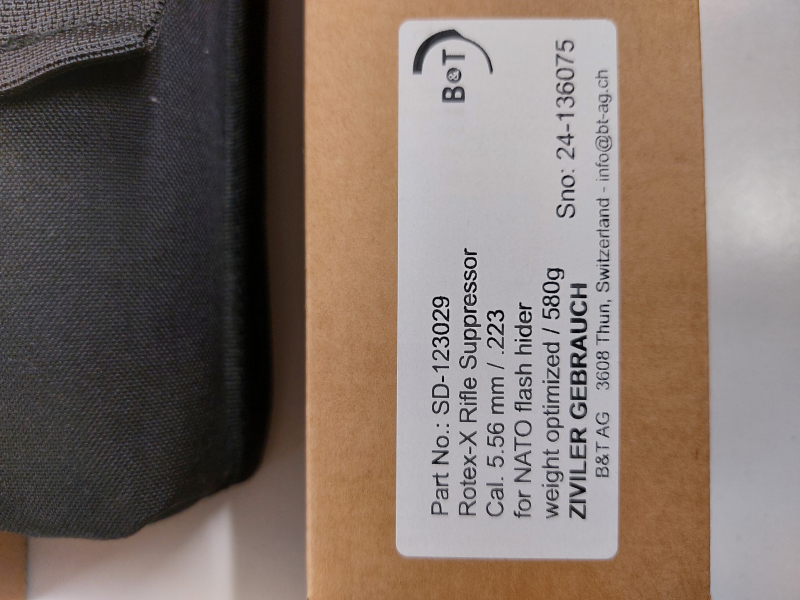 B&T
Part No.: SD-123029
Rotex-X Rifle Suppressor
Cal. 5.56 mm / .223
for NATO flash hider
weight optimized / 580g
ZIVILER GEBRAUCH Sno: 24-136075
B&T AG 3608 Thun, Switzerland - info@bt-ag.ch